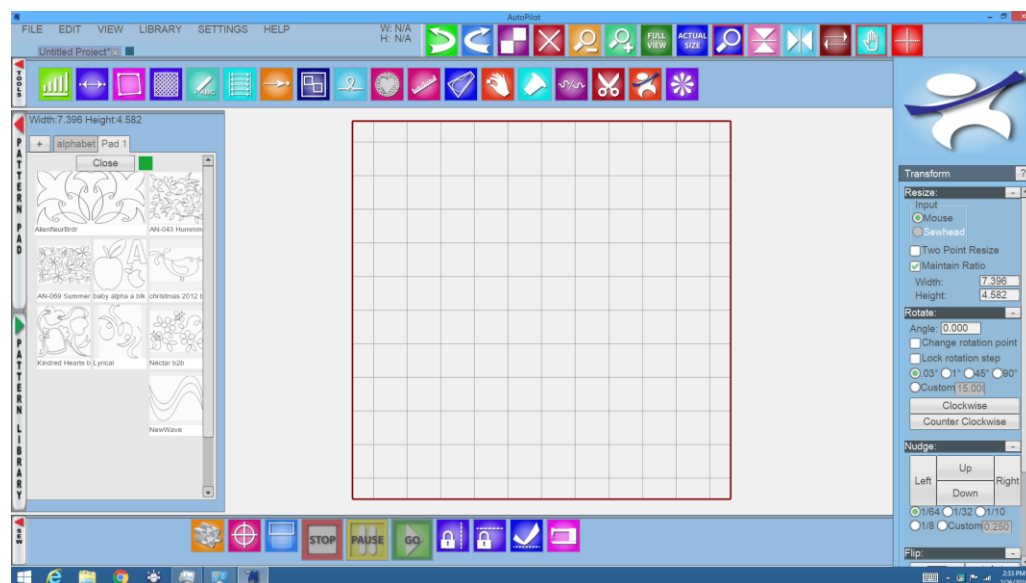 AutoPilot
FILE EDIT VIEW LIBRARY SETTINGS HELP
W: N/A
H: N/A
FULL VIEW
ACTUAL SIZE
Untitled Project*
TOOLS
ABC
Width:7.396 Height:4.582
PATTERN PAD
+ alphabet Pad 1
Close
AlienfleurBrdr
AN-043 Hummin
AN-069 Summer
baby alpha a blk
christmas 2012 b
Kindred Hearts b
Lyrical
Nectar b2b
NewWave
PATTERN LIBRARY
Transform ?
Resize: -
Input
Mouse
Sewhead
Two Point Resize
Maintain Ratio
Width: 7.396
Height: 4.582
Rotate: -
Angle: 0.000
Change rotation point
Lock rotation step
.03° 1° 45° 90°
Custom 15.00
Clockwise
Counter Clockwise
Nudge: -
Up
Left
Right
Down
1/64 1/32 1/10
1/8 Custom 0.250
Flip: -
SEW
STOP
PAUSE
GO
2:33 PM